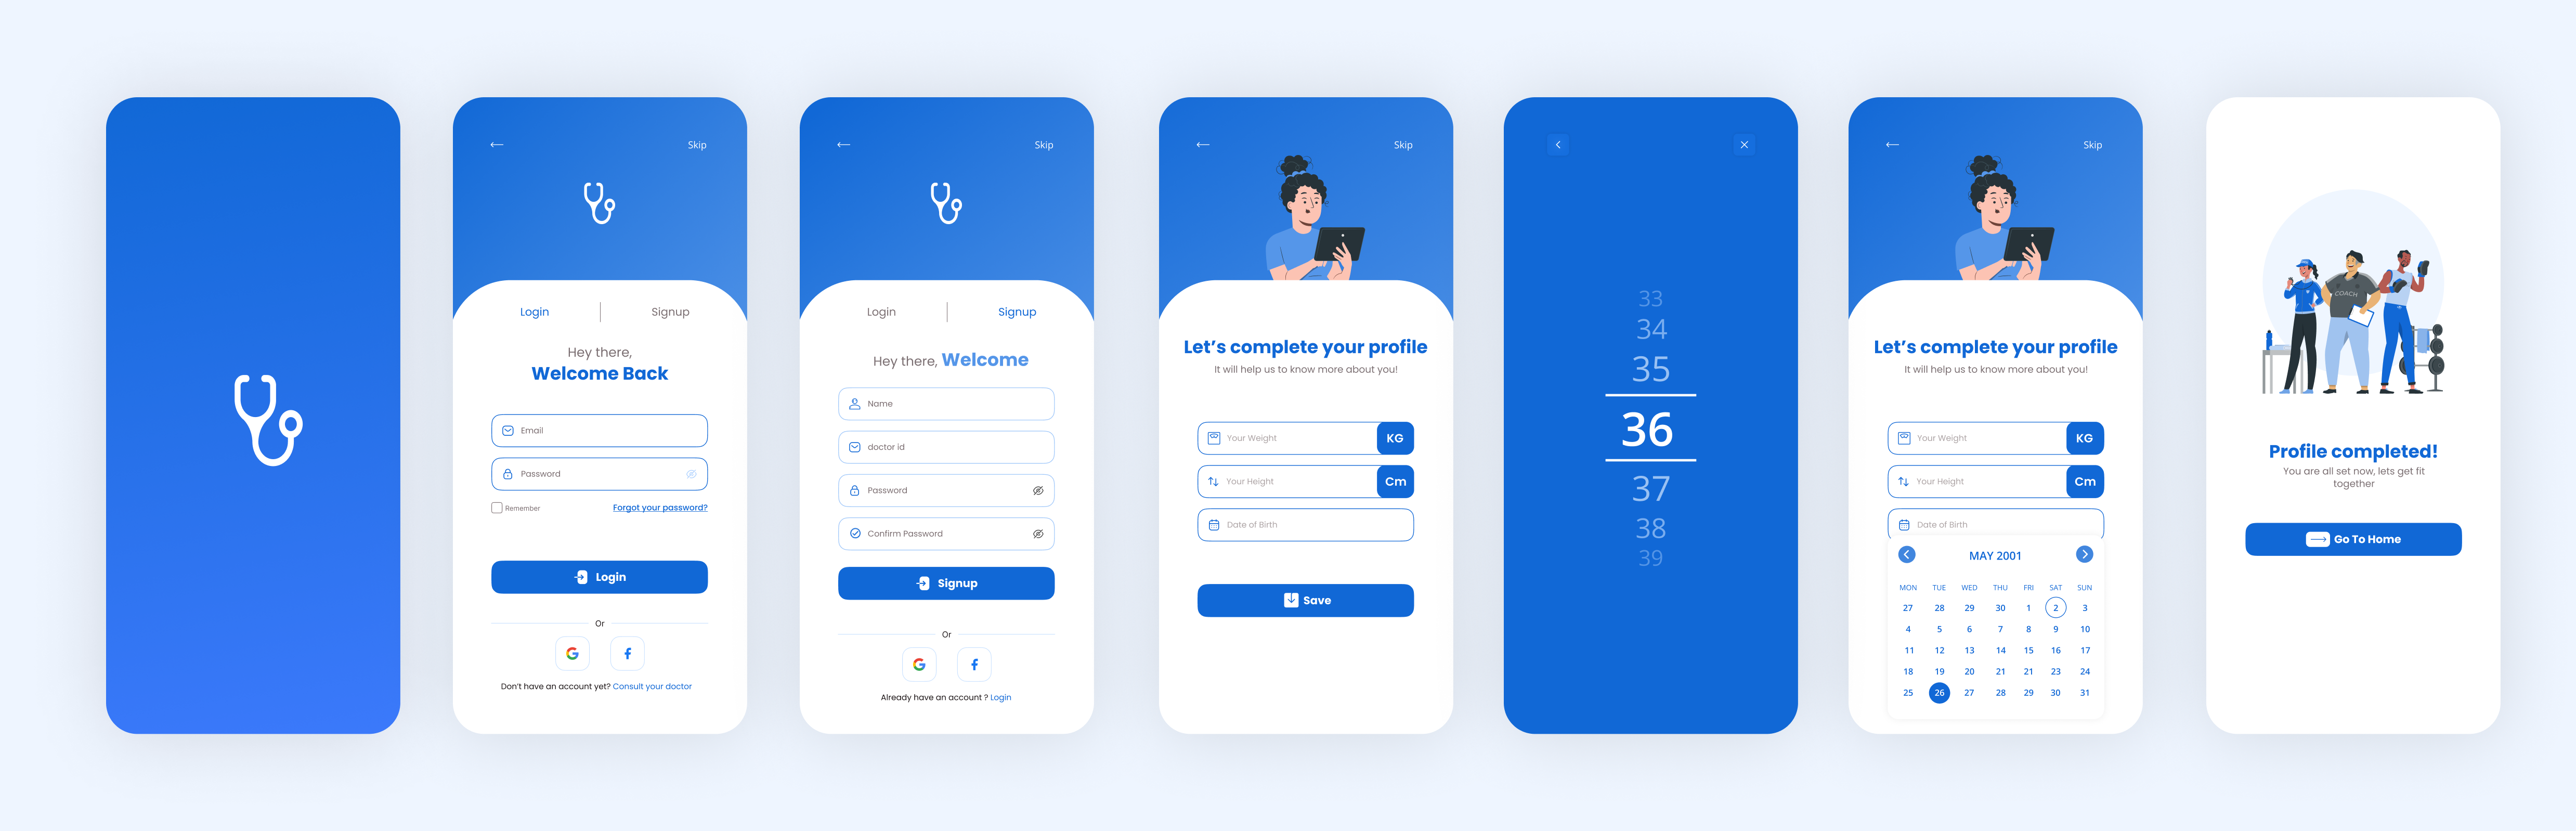 Skip
Login
Signup
Hey there,
Welcome Back
Email
Password
Remember
Forgot your password?
Login
Or
Don't have an account yet? Consult your doctor
Skip
Login
Signup
Hey there, Welcome
Name
doctor id
Password
Confirm Password
Signup
Or
Already have an account ? Login
Skip
Let's complete your profile
It will help us to know more about you!
Your Weight
KG
Your Height
Cm
Date of Birth
Save
33
34
35
36
37
38
39
Skip
Let's complete your profile
It will help us to know more about you!
Your Weight
KG
Your Height
Cm
Date of Birth
MAY 2001
MON TUE WED THU FRI SAT SUN
27 28 29 30 1 2 3
4 5 6 7 8 9 10
11 12 13 14 15 16 17
18 19 20 21 21 23 24
25 26 27 28 29 30 31
COACH
Profile completed!
You are all set now, lets get fit
together
Go To Home